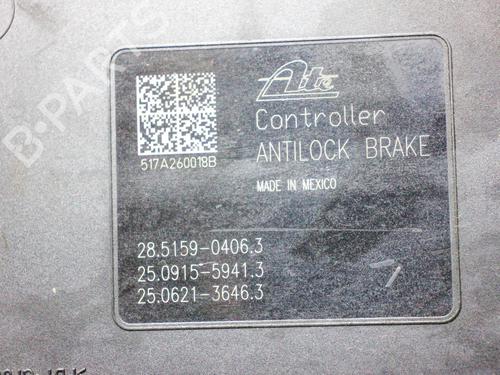 B-PARTS
Ate
Controller
ANTILOCK BRAKE
517A260018B
MADE IN MEXICO
28.5159-0406.3
25.0915-5941.3
25.0621-3646.3